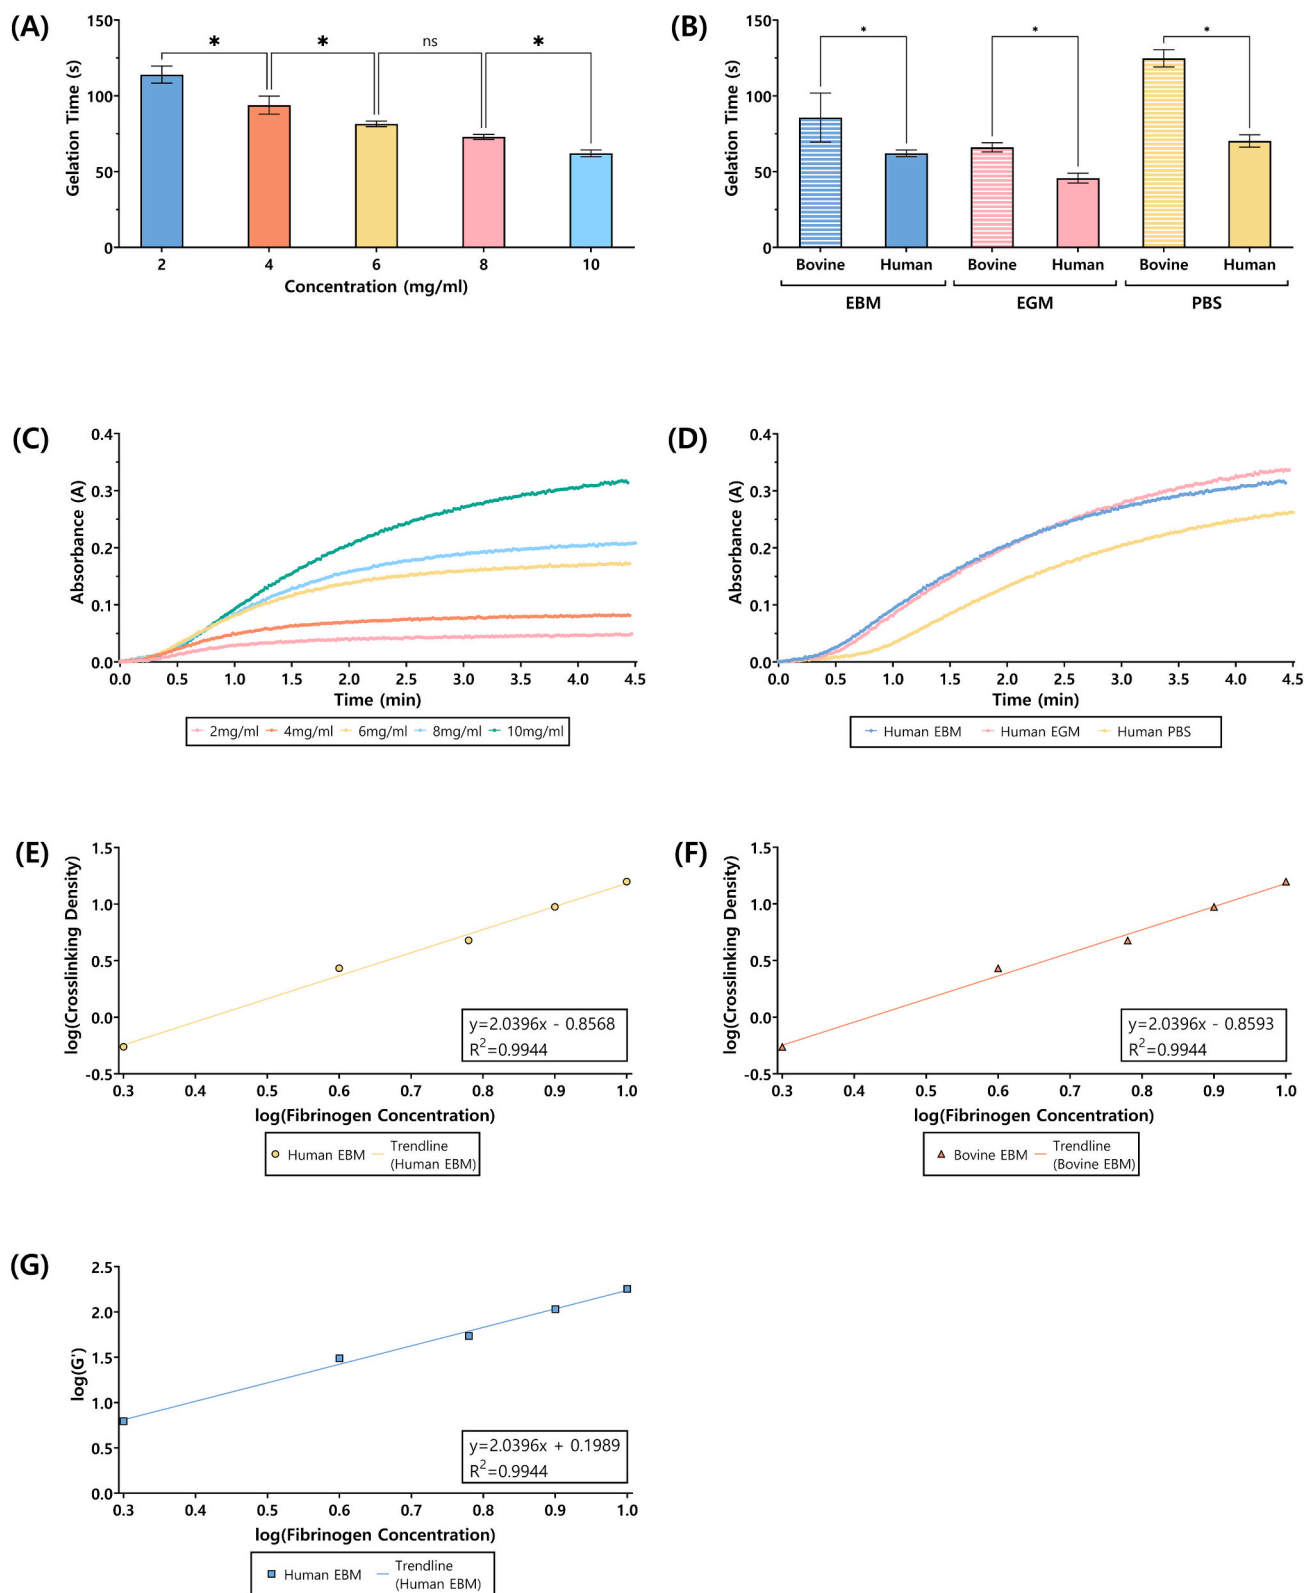 (A)
Gelation Time (s)
150
100
50
0
* * ns *
2 4 6 8 10
Concentration (mg/ml)
(B)
Gelation Time (s)
150
100
50
0
* * *
Bovine Human Bovine Human Bovine Human
EBM EGM PBS
(C)
Absorbance (A)
0.4
0.3
0.2
0.1
0.0
0.0 0.5 1.0 1.5 2.0 2.5 3.0 3.5 4.0 4.5
Time (min)
2mg/ml 4mg/ml 6mg/ml 8mg/ml 10mg/ml
(D)
Absorbance (A)
0.4
0.3
0.2
0.1
0.0
0.0 0.5 1.0 1.5 2.0 2.5 3.0 3.5 4.0 4.5
Time (min)
Human EBM Human EGM Human PBS
(E)
log(Crosslinking Density)
1.5
1.0
0.5
0.0
-0.5
y=2.0396x - 0.8568
R²=0.9944
0.3 0.4 0.5 0.6 0.7 0.8 0.9 1.0
log(Fibrinogen Concentration)
Human EBM Trendline
(Human EBM)
(F)
log(Crosslinking Density)
1.5
1.0
0.5
0.0
-0.5
y=2.0396x - 0.8593
R²=0.9944
0.3 0.4 0.5 0.6 0.7 0.8 0.9 1.0
log(Fibrinogen Concentration)
Bovine EBM Trendline
(Bovine EBM)
(G)
log(G')
2.5
2.0
1.5
1.0
0.5
0.0
y=2.0396x + 0.1989
R²=0.9944
0.3 0.4 0.5 0.6 0.7 0.8 0.9 1.0
log(Fibrinogen Concentration)
Human EBM Trendline
(Human EBM)